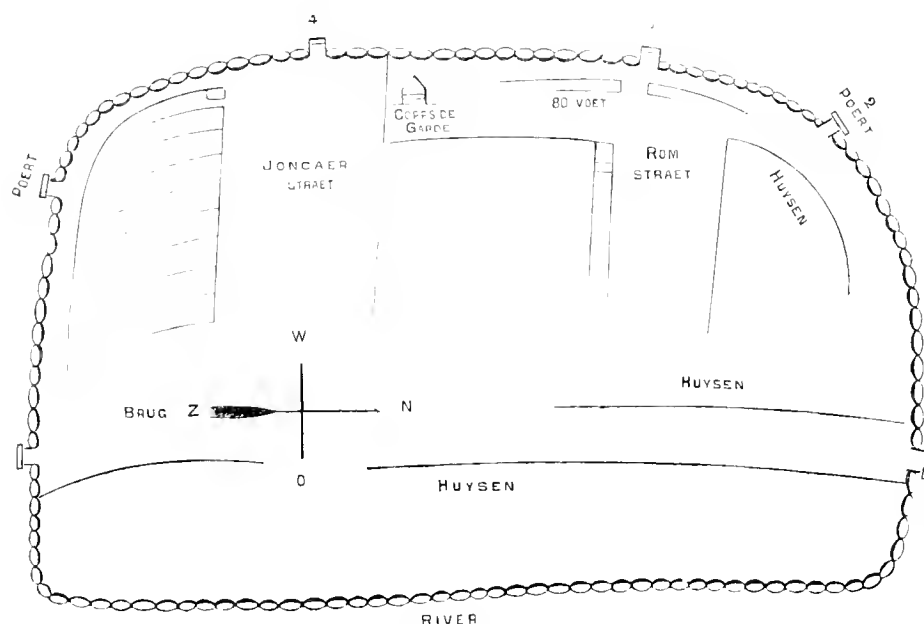 4
2
POERT
POERT
COPPS DE
GARDE
80 VOET
JONCAER
STRAET
ROM
STRAET
HUYSEN
W
BRUG Z N
O
HUYSEN
HUYSEN
RIVER